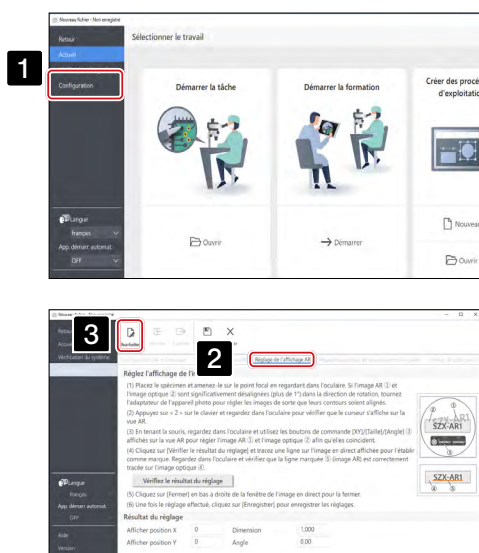 Nouveau fichier - Non enregistré
Retour
Accueil
Configuration
Langue
français
App. démarr. automat.
OFF
Sélectionner le travail
Démarrer la tâche
Ouvrir
Démarrer la formation
Démarrer
Créer des procé
d'exploitatio
Nouveau
Ouvrir
1
3
2
Retou
Accue
Vérification du système
Réglage de l'affichage AR
Réglez l'affichage de l'i
(1) Placez le spécimen et amenez-le sur le point focal en regardant dans l'oculaire. Si l'image AR ① et
l'image optique ② sont significativement désalignées (plus de 1°) dans la direction de rotation, tournez
l'adaptateur de l'appareil photo pour régler les images de sorte que leurs contours soient alignés.
(2) Appuyez sur « 2 » sur le clavier et regardez dans l'oculaire pour vérifier que le curseur s'affiche sur la
vue AR.
(3) En tenant la souris, regardez dans l'oculaire et utilisez les boutons de commande [XY]/[Taille]/[Angle] ③
affichés sur la vue AR pour régler l'image AR ① et l'image optique ② afin qu'elles coïncident.
(4) Cliquez sur [Vérifier le résultat du réglage] et tracez une ligne sur l'image en direct affichée pour l'établir
comme marque. Regardez dans l'oculaire et vérifiez que la ligne marquée ⑤ (image AR) est correctement
tracée sur l'image optique ④.
Vérifiez le résultat du réglage
(5) Cliquez sur [Fermer] en bas à droite de la fenêtre de l'image en direct pour la fermer.
(6) Une fois le réglage effectué, cliquez sur [Enregistrer] pour enregistrer les réglages.
Résultat du réglage
Afficher position X 0 Dimension 1,000
Afficher position Y 0 Angle 0.00
SZX-AR1
SZX-AR1
Langue
français
App. démarr. automat.
OFF
Aide
Version